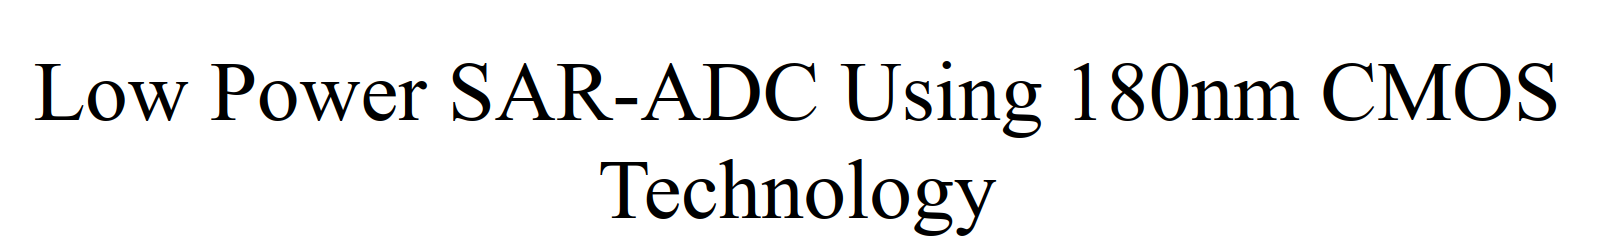 Low Power SAR-ADC Using 180nm CMOS
Technology